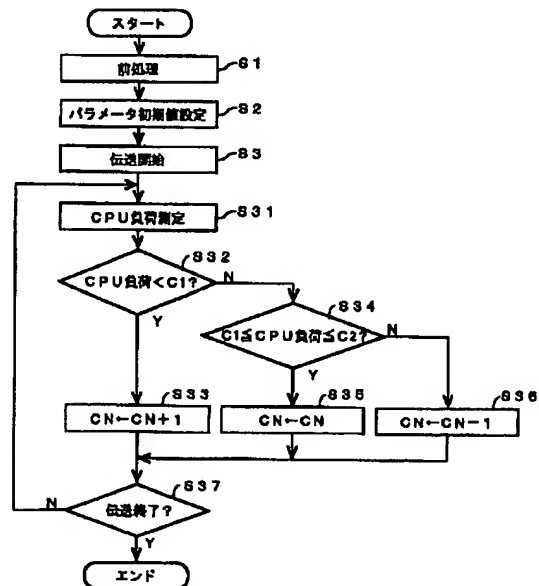 スタート
前処理
S1
パラメータ初期値設定
S2
伝送開始
S3
CPU負荷測定
S31
CPU負荷<C1?
S32
N
Y
C1≦CPU負荷≦C2?
S34
N
Y
CN←CN+1
S33
CN←CN
S35
CN←CN-1
S36
伝送終了?
S37
N
Y
エンド